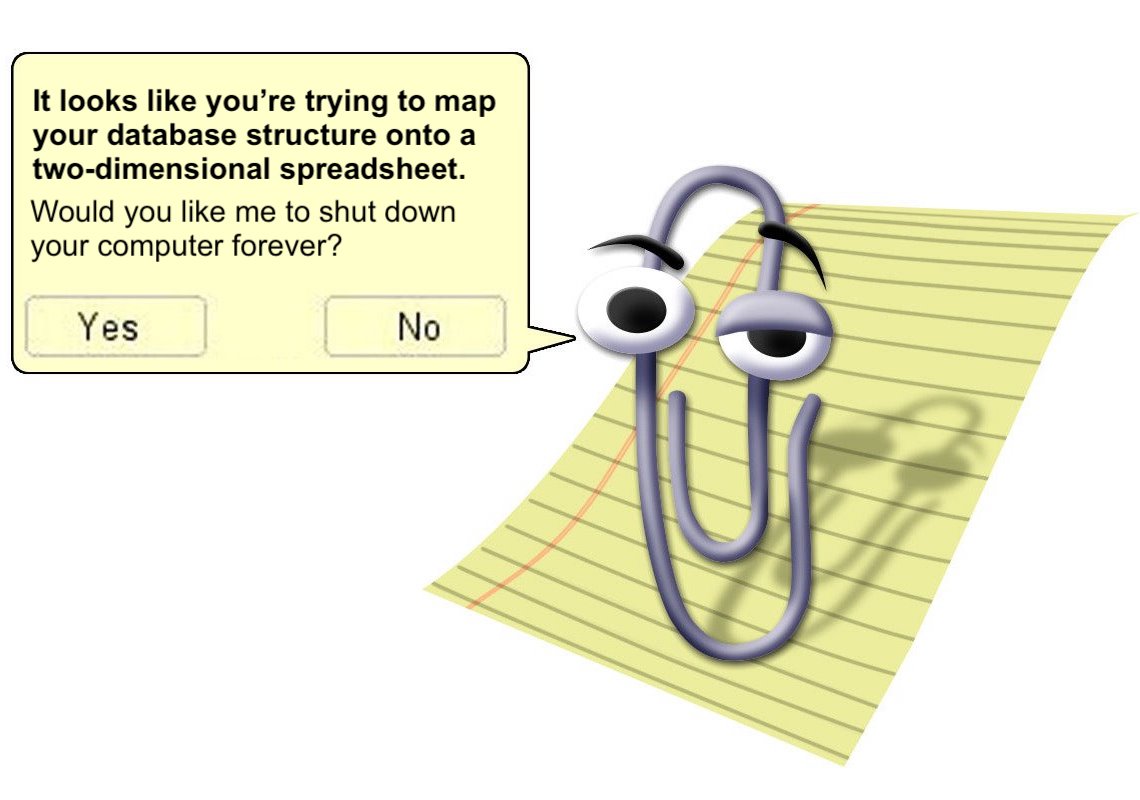 It looks like you’re trying to map
your database structure onto a
two-dimensional spreadsheet.
Would you like me to shut down
your computer forever?
Yes No